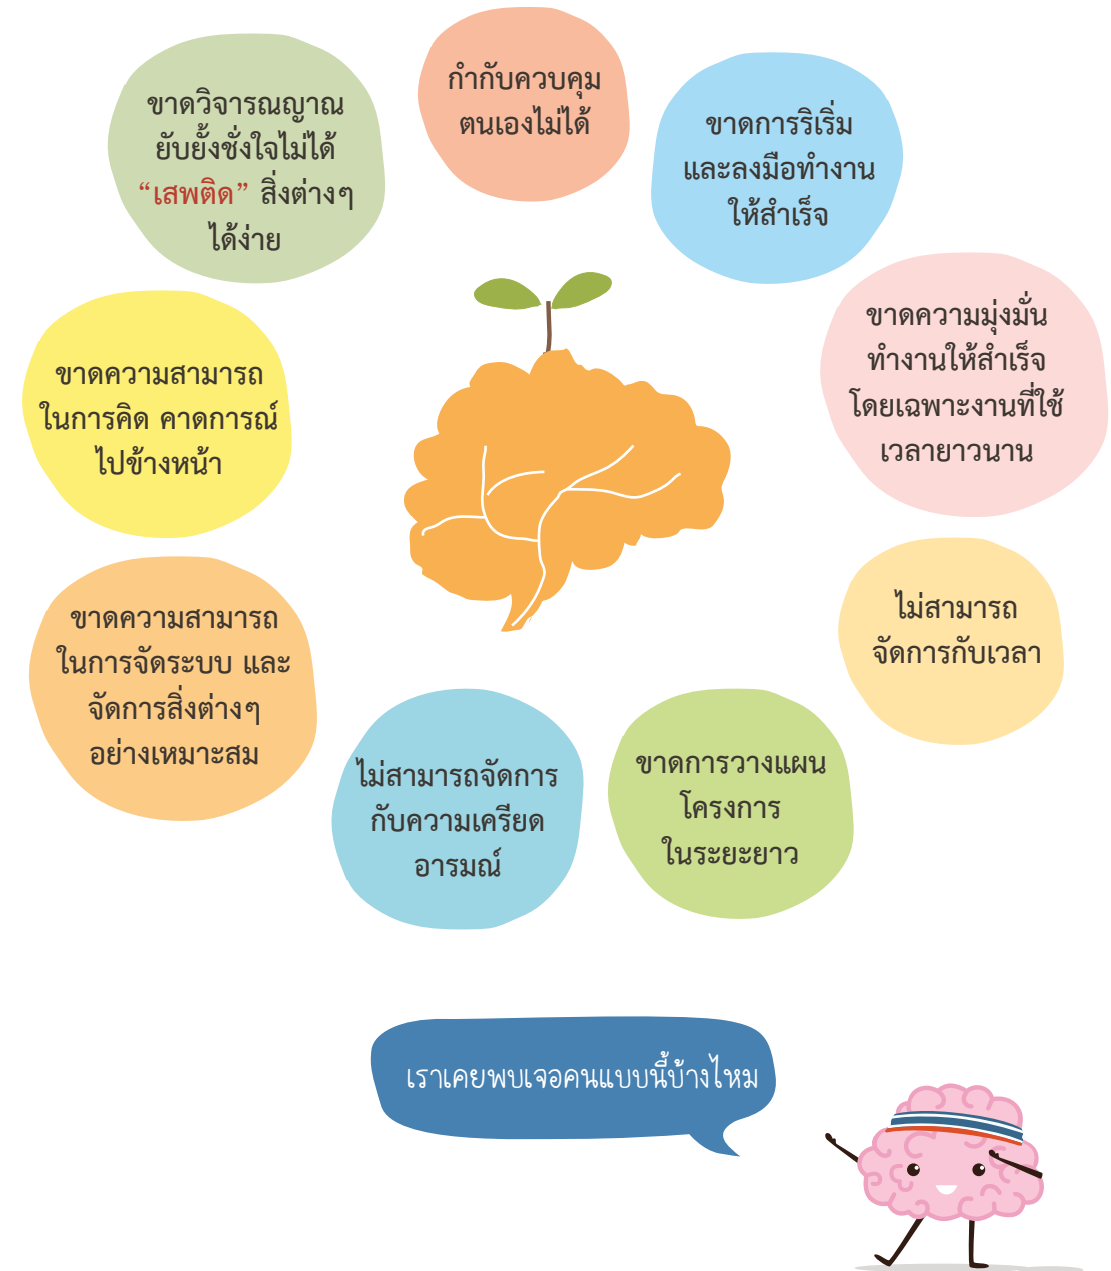 กำกับควบคุม
ตนเองไม่ได้
ขาดวิจารณญาณ
ยับยั้งชั่งใจไม่ได้
“เสพติด” สิ่งต่างๆ
ได้ง่าย
ขาดการริเริ่ม
และลงมือทำงาน
ให้สำเร็จ
ขาดความมุ่งมั่น
ทำงานให้สำเร็จ
โดยเฉพาะงานที่ใช้
เวลายาวนาน
ขาดความสามารถ
ในการคิด คาดการณ์
ไปข้างหน้า
ไม่สามารถ
จัดการกับเวลา
ขาดความสามารถ
ในการจัดระบบ และ
จัดการสิ่งต่างๆ
อย่างเหมาะสม
ไม่สามารถจัดการ
กับความเครียด
อารมณ์
ขาดการวางแผน
โครงการ
ในระยะยาว
เราเคยพบเจอคนแบบนี้บ้างไหม